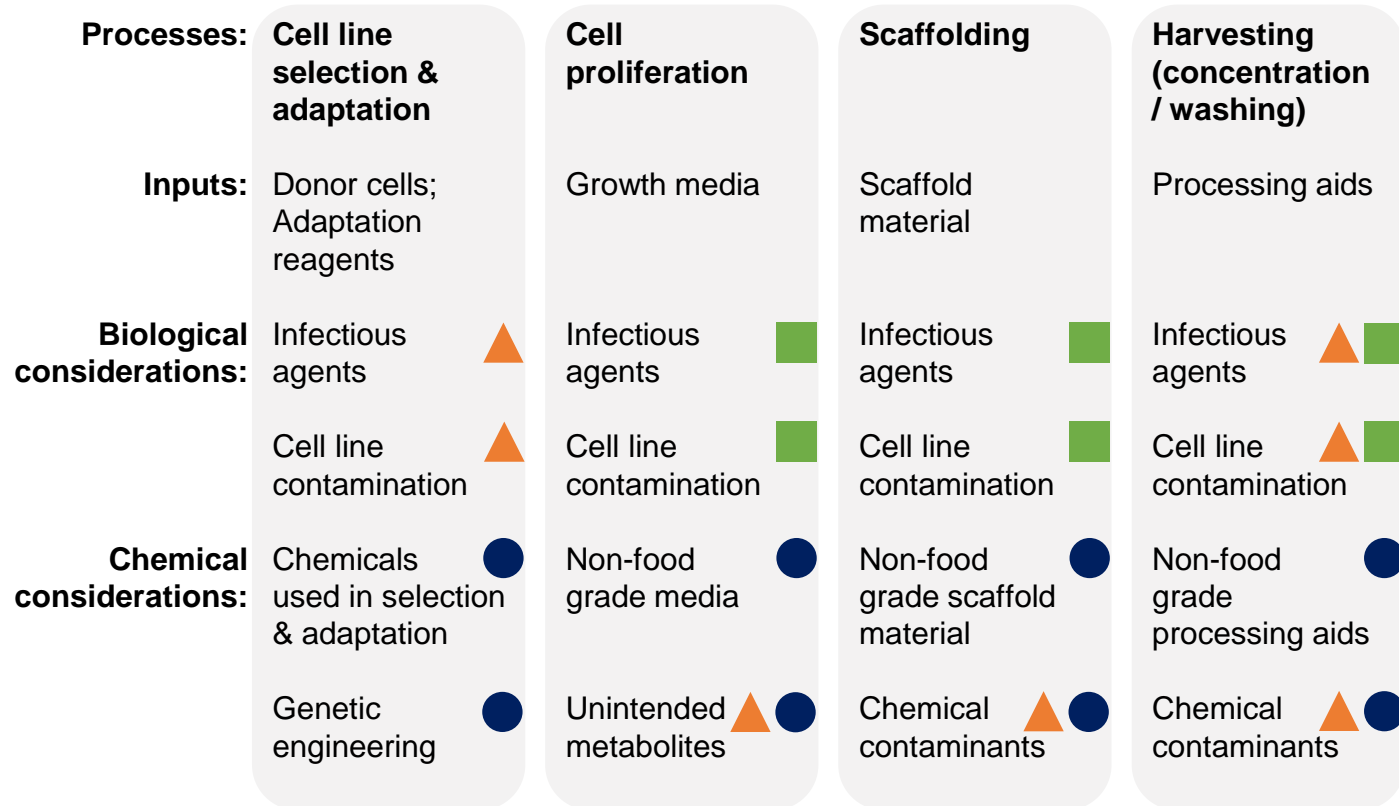 Processes:
Cell line
selection &
adaptation
Cell
proliferation
Scaffolding
Harvesting
(concentration
/ washing)
Inputs:
Donor cells;
Adaptation
reagents
Growth media
Scaffold
material
Processing aids
Biological
considerations:
Infectious
agents
Infectious
agents
Infectious
agents
Infectious
agents
Cell line
contamination
Cell line
contamination
Cell line
contamination
Cell line
contamination
Chemical
considerations:
Chemicals
used in selection
& adaptation
Non-food
grade media
Non-food
grade scaffold
material
Non-food
grade
processing aids
Genetic
engineering
Unintended
metabolites
Chemical
contaminants
Chemical
contaminants